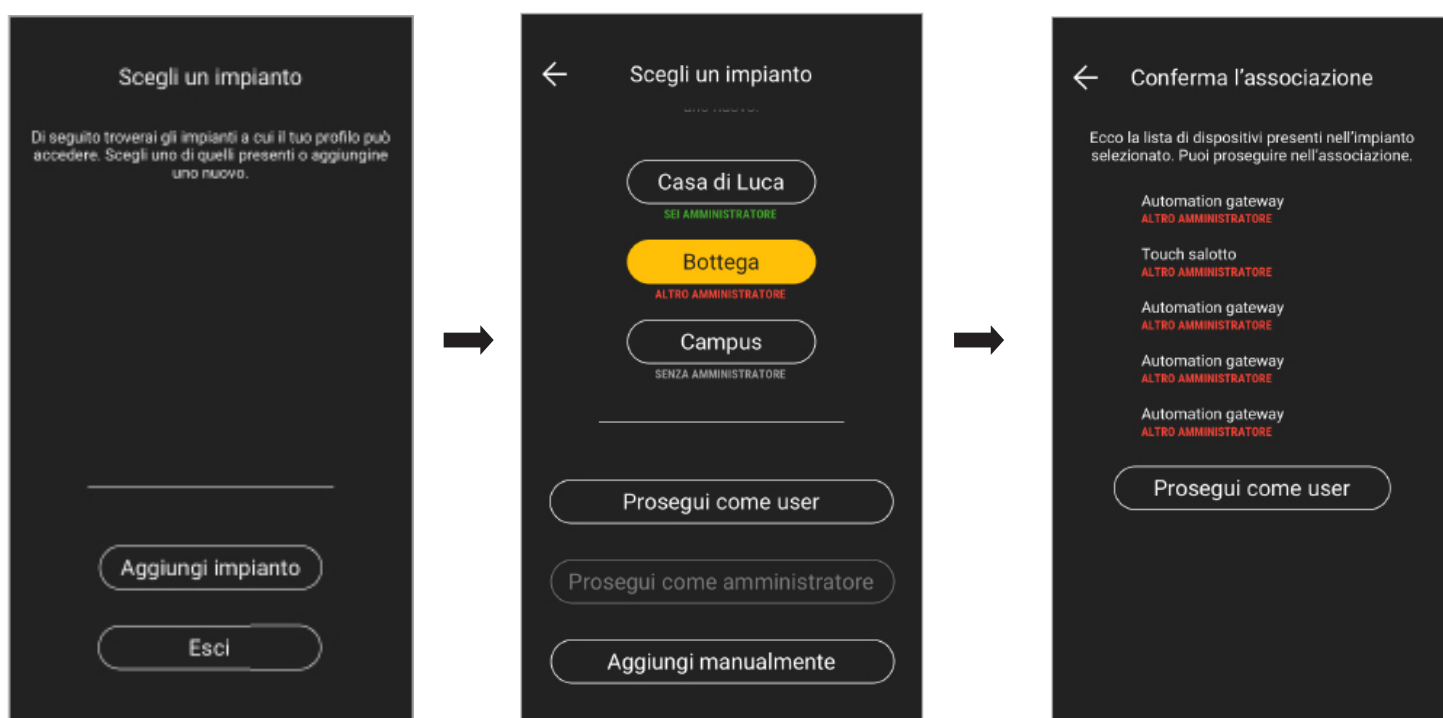 Scegli un impianto
Di seguito troverai gli impianti a cui il tuo profilo può
accedere. Scegli uno di quelli presenti o aggiungine
uno nuovo.
Aggiungi impianto
Esci
Scegli un impianto
uno nuovo.
Casa di Luca
SEI AMMINISTRATORE
Bottega
ALTRO AMMINISTRATORE
Campus
SENZA AMMINISTRATORE
Prosegui come user
Prosegui come amministratore
Aggiungi manualmente
Conferma l'associazione
Ecco la lista di dispositivi presenti nell'impianto
selezionato. Puoi proseguire nell'associazione.
Automation gateway
ALTRO AMMINISTRATORE
Touch salotto
ALTRO AMMINISTRATORE
Automation gateway
ALTRO AMMINISTRATORE
Automation gateway
ALTRO AMMINISTRATORE
Automation gateway
ALTRO AMMINISTRATORE
Prosegui come user